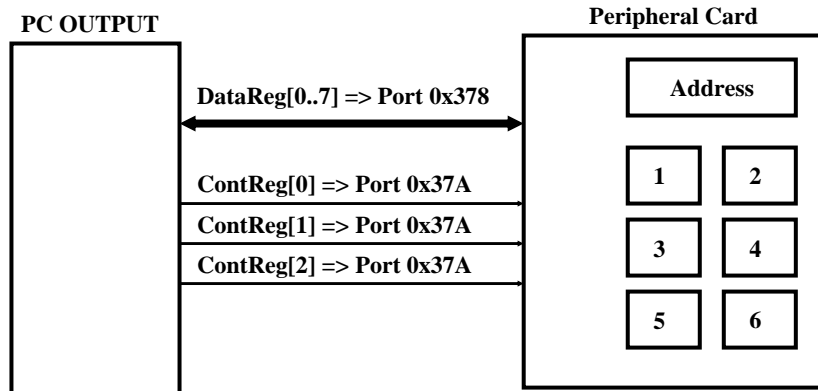 PC OUTPUT
Peripheral Card
DataReg[0..7] => Port 0x378
Address
ContReg[0] => Port 0x37A
ContReg[1] => Port 0x37A
ContReg[2] => Port 0x37A
1 2
3 4
5 6